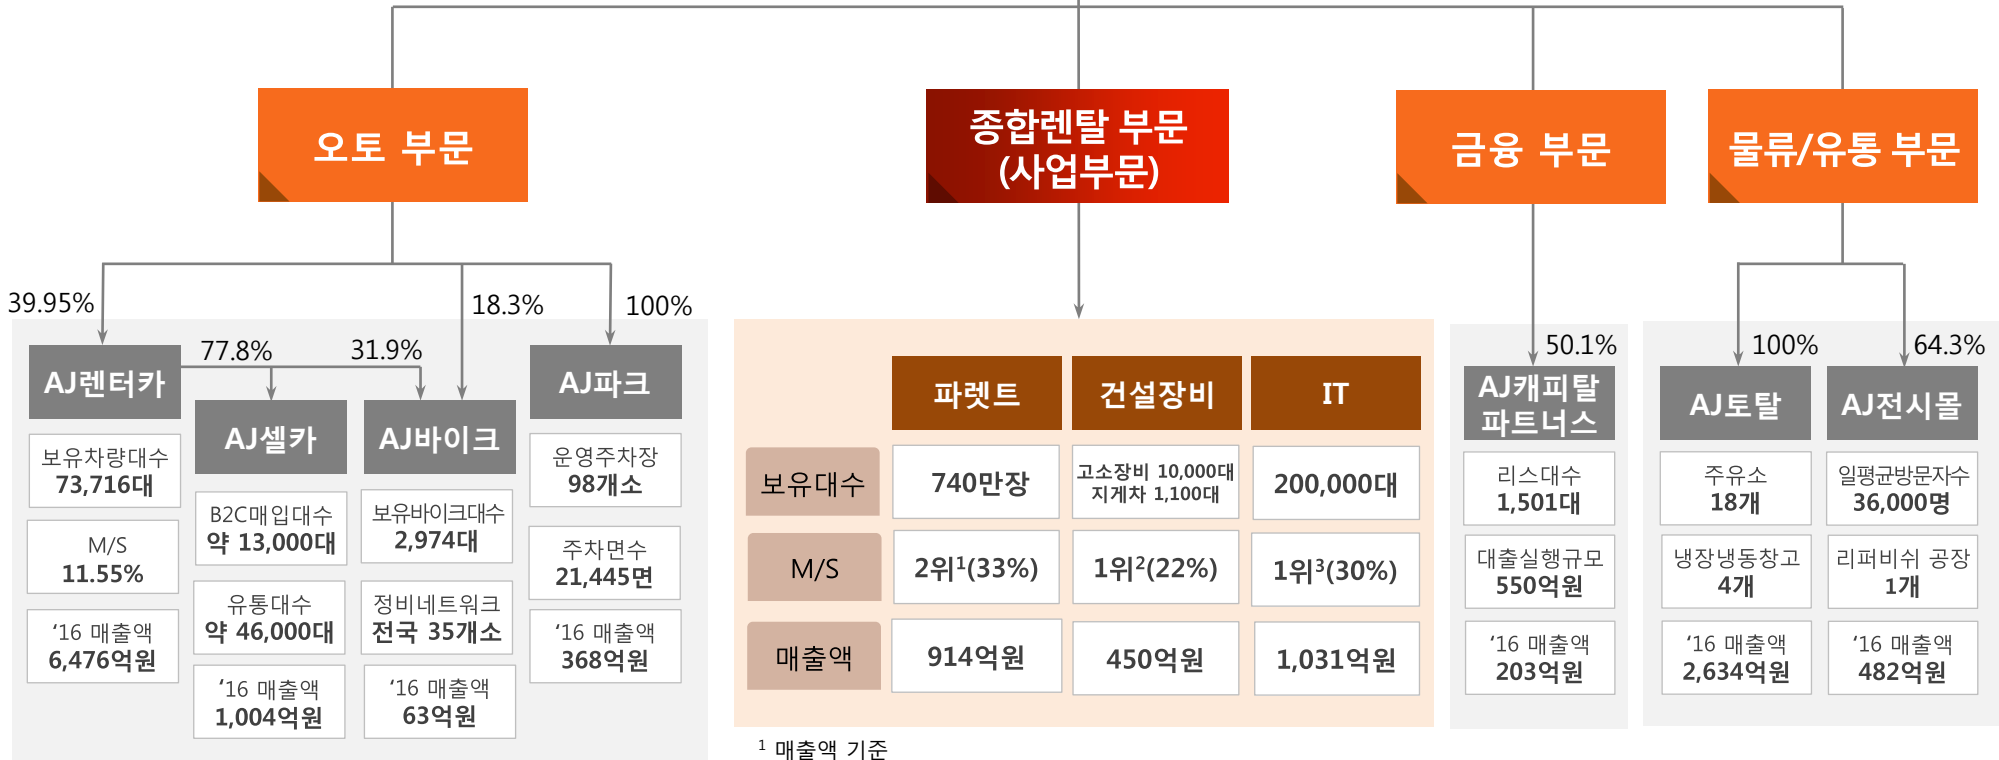 오토 부문
종합렌탈 부문
(사업부문)
금융 부문
물류/유통 부문
39.95%
18.3%
100%
77.8%
31.9%
AJ렌터카
보유차량대수
73,716대
M/S
11.55%
‘16 매출액
6,476억원
AJ셀카
B2C매입대수
약 13,000대
유통대수
약 46,000대
‘16 매출액
1,004억원
AJ바이크
보유바이크대수
2,974대
정비네트워크
전국 35개소
‘16 매출액
63억원
AJ파크
운영주차장
98개소
주차면수
21,445면
‘16 매출액
368억원
파렛트
건설장비
IT
보유대수
740만장
고소장비 10,000대
지게차 1,100대
200,000대
M/S
2위¹(33%)
1위²(22%)
1위³(30%)
매출액
914억원
450억원
1,031억원
¹ 매출액 기준
50.1%
AJ캐피탈
파트너스
리스대수
1,501대
대출실행규모
550억원
‘16 매출액
203억원
100%
64.3%
AJ토탈
주유소
18개
냉장냉동창고
4개
‘16 매출액
2,634억원
AJ전시몰
일평균방문자수
36,000명
리퍼비쉬 공장
1개
‘16 매출액
482억원